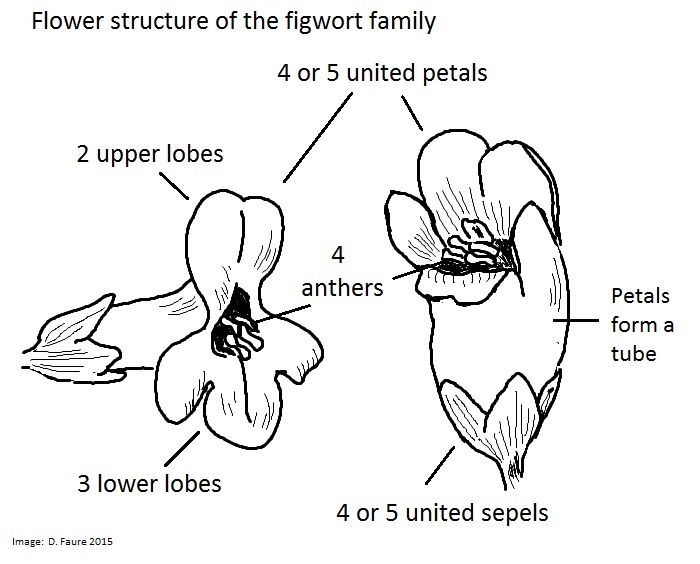 Flower structure of the figwort family
4 or 5 united petals
2 upper lobes
4
anthers
Petals
form a
tube
3 lower lobes
4 or 5 united sepels
Image: D. Faure 2015